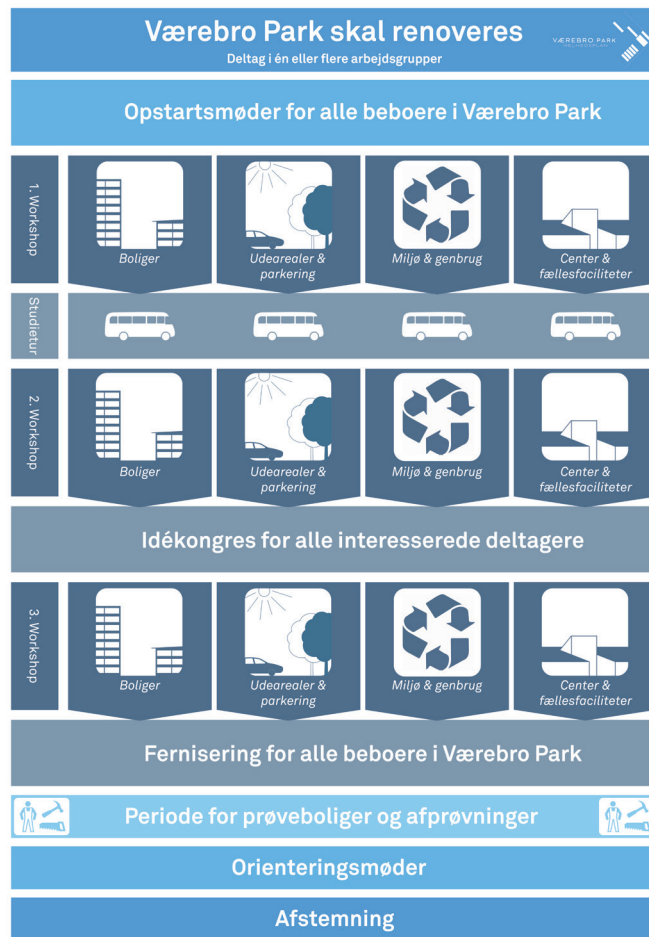 Værebro Park skal renoveres
Deltag i én eller flere arbejdsgrupper
VÆREBRO PARK
HELHEDSPLAN
Opstartsmøder for alle beboere i Værebro Park
1. Workshop
Boliger
Udearealer &
parkering
Miljø & genbrug
Center &
fællesfaciliteter
Studietur
2. Workshop
Boliger
Udearealer &
parkering
Miljø & genbrug
Center &
fællesfaciliteter
Idékongres for alle interesserede deltagere
3. Workshop
Boliger
Udearealer &
parkering
Miljø & genbrug
Center &
fællesfaciliteter
Fernisering for alle beboere i Værebro Park
Periode for prøveboliger og afprøvninger
Orienteringsmøder
Afstemning